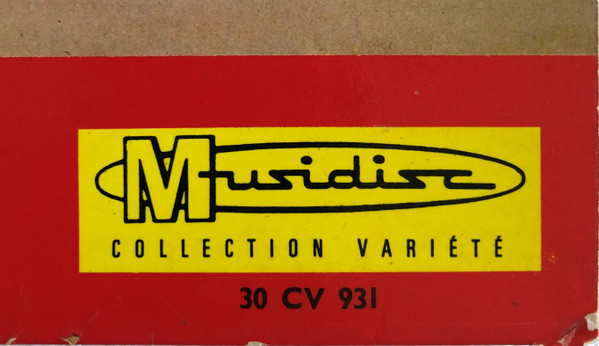 Musidisc
COLLECTION VARIÉTÉ
30 CV 931